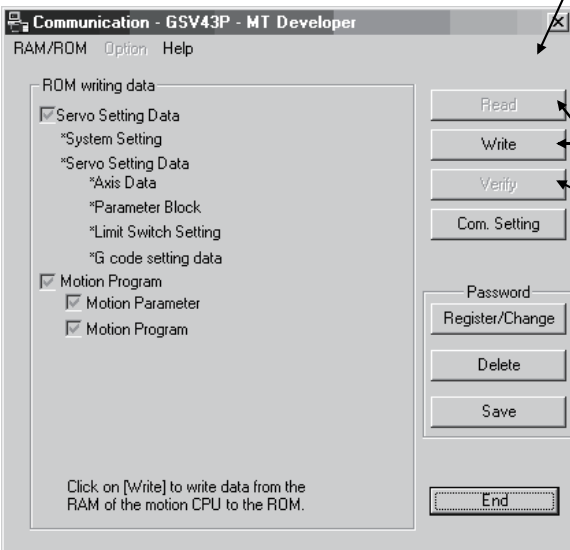 Communication - GSV43P - MT Developer
RAM/ROM Option Help
ROM writing data
Servo Setting Data
*System Setting
*Servo Setting Data
*Axis Data
*Parameter Block
*Limit Switch Setting
*G code setting data
Motion Program
Motion Parameter
Motion Program
Click on [Write] to write data from the
RAM of the motion CPU to the ROM.
Read
Write
Verify
Com. Setting
Password
Register/Change
Delete
Save
End